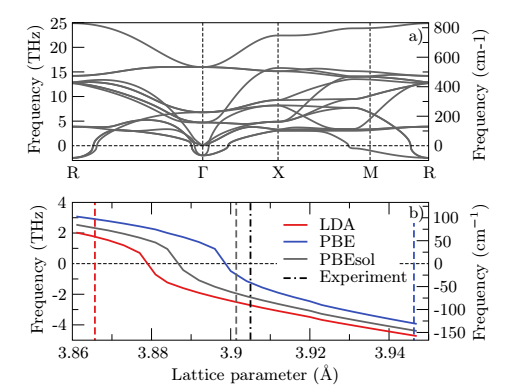 25
20
15
10
5
0
Frequency (THz)
a)
800
600
400
200
0
Frequency (cm-1)
R
Γ
X
M
R
4
2
0
-2
-4
Frequency (THz)
b)
LDA
PBE
PBEsol
Experiment
100
50
0
-50
-100
-150
Frequency (cm⁻¹)
3.86
3.88
3.9
3.92
3.94
Lattice parameter (Å)